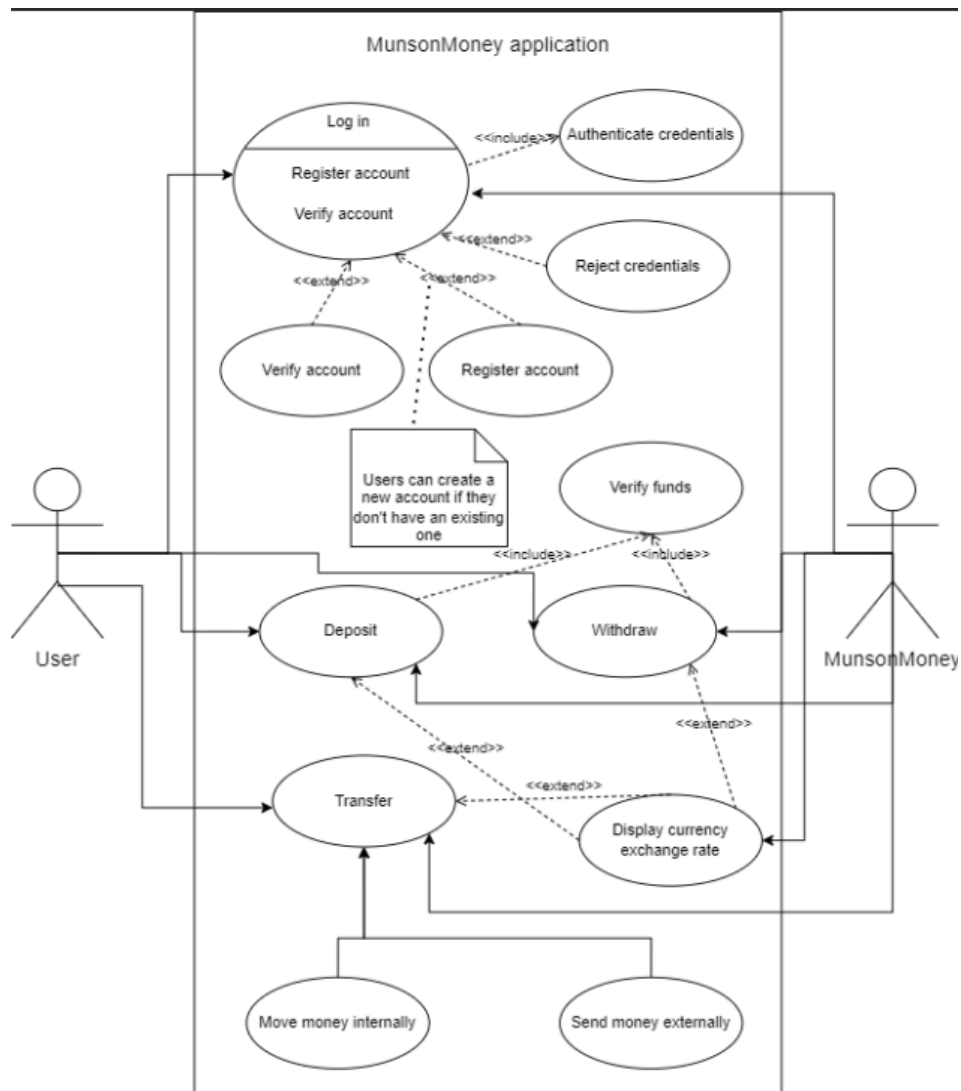 MunsonMoney application
Log in
Register account
Verify account
<<include>>
Authenticate credentials
<<extend>>
Reject credentials
<<extend>>
<<extend>>
Verify account
Register account
Users can create a
new account if they
don't have an existing
one
Verify funds
<<include>>
<<include>>
Deposit
Withdraw
User
MunsonMoney
<<extend>>
<<extend>>
<<extend>>
Transfer
Display currency
exchange rate
Move money internally
Send money externally